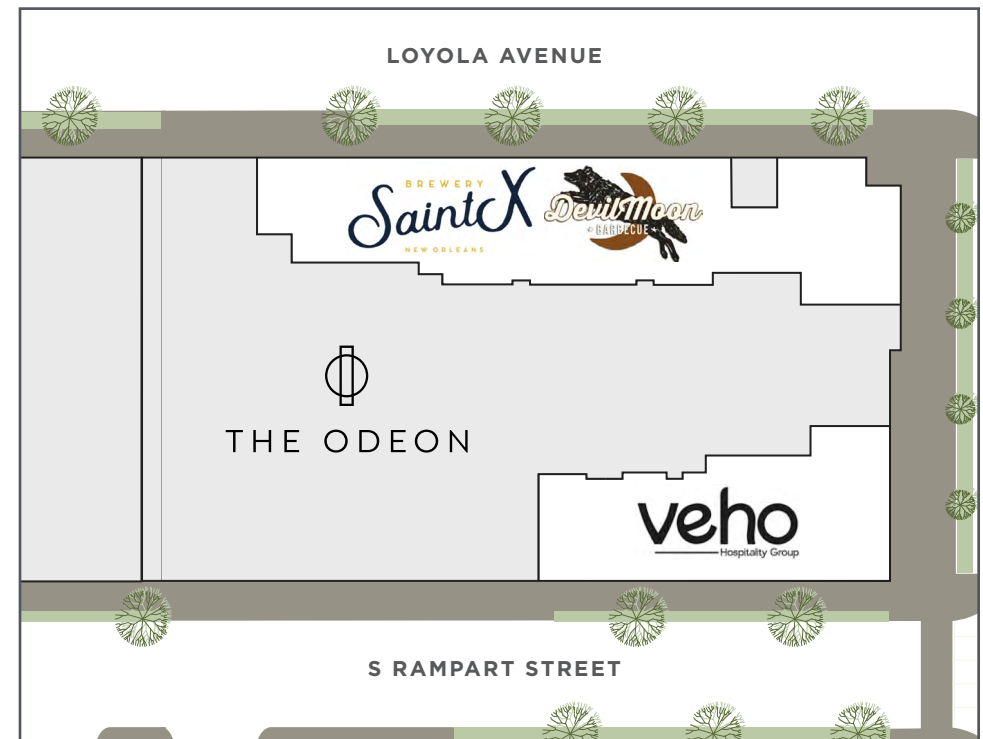 LOYOLA AVENUE
BREWERY
SaintX
NEW ORLEANS
DevilMoon
BARBECUE
THE ODEON
veho
Hospitality Group
S RAMPART STREET